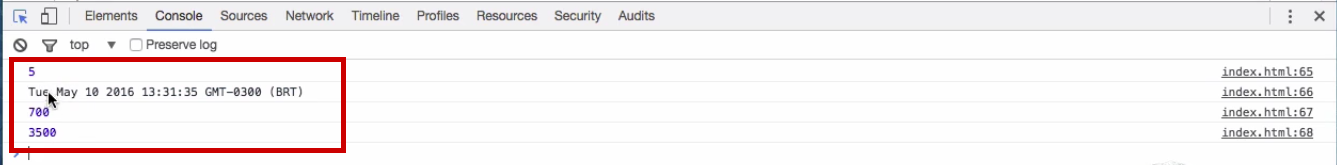 Elements Console Sources Network Timeline Profiles Resources Security Audits
top Preserve log
5 index.html:65
Tue May 10 2016 13:31:35 GMT-0300 (BRT) index.html:66
700 index.html:67
3500 index.html:68